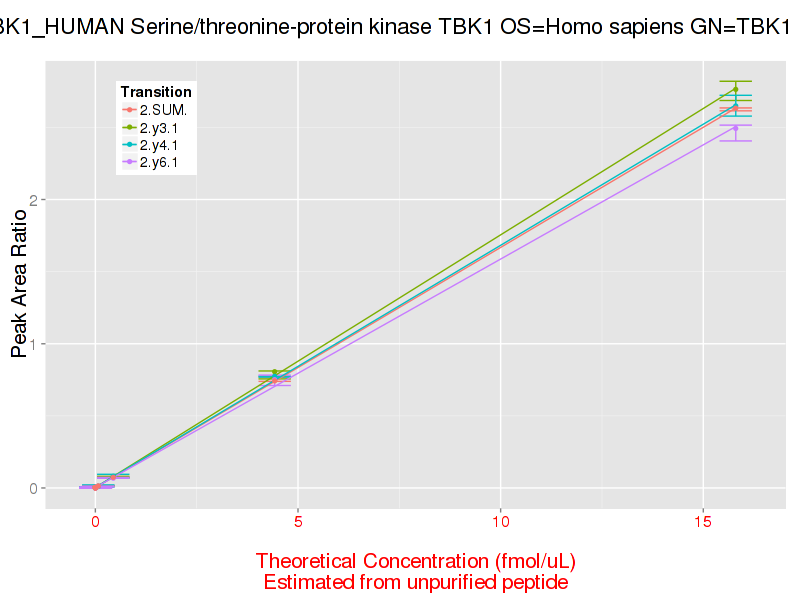 BK1_HUMAN Serine/threonine-protein kinase TBK1 OS=Homo sapiens GN=TBK1
Transition
2.SUM.
2.y3.1
2.y4.1
2.y6.1
Peak Area Ratio
2
1
0
0 5 10 15
Theoretical Concentration (fmol/uL)
Estimated from unpurified peptide